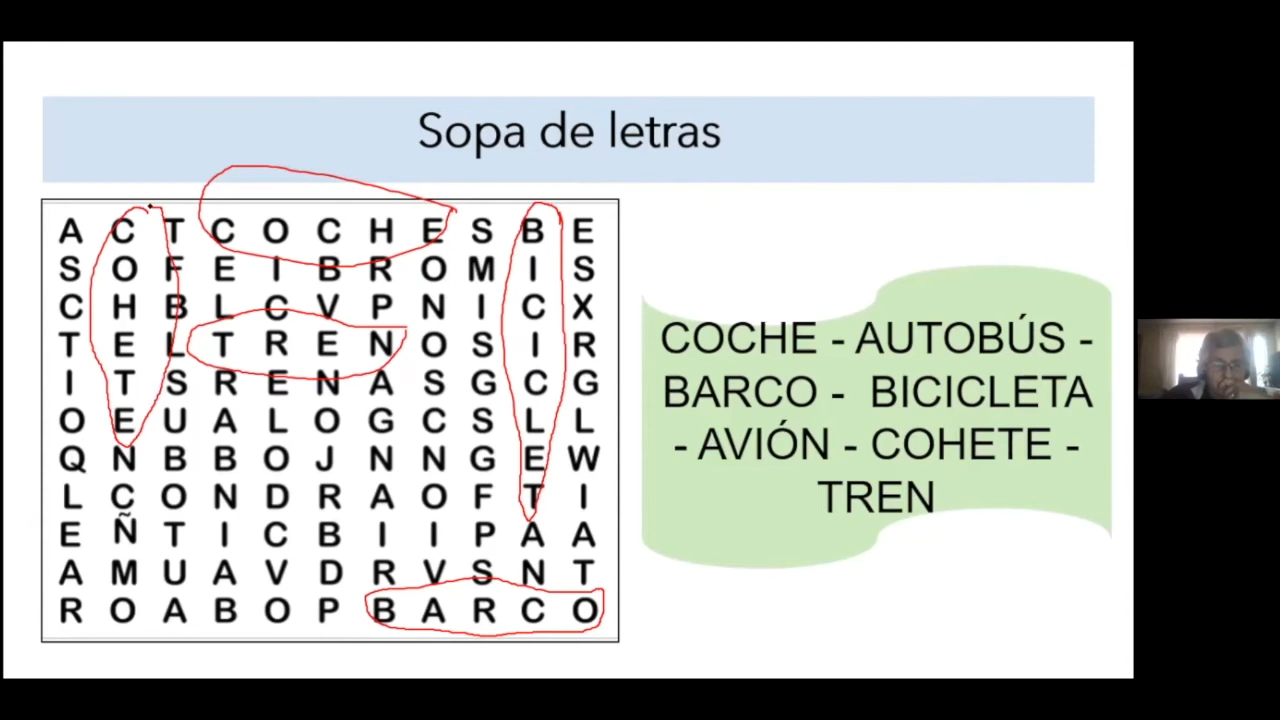 Sopa de letras
A C T C O C H E S B E
S O F E I B R O M I S
C H B L C V P N I C X
T E L T R E N O S I R
I T S R E N A S G C G
O E U A L O G C S L L
Q N B B O J N N G E W
L C O N D R A O F T I
E Ñ T I C B I I P A A
A M U A V D R V S N T
R O A B O P B A R C O
COCHE - AUTOBÚS -
BARCO - BICICLETA
- AVIÓN - COHETE -
TREN